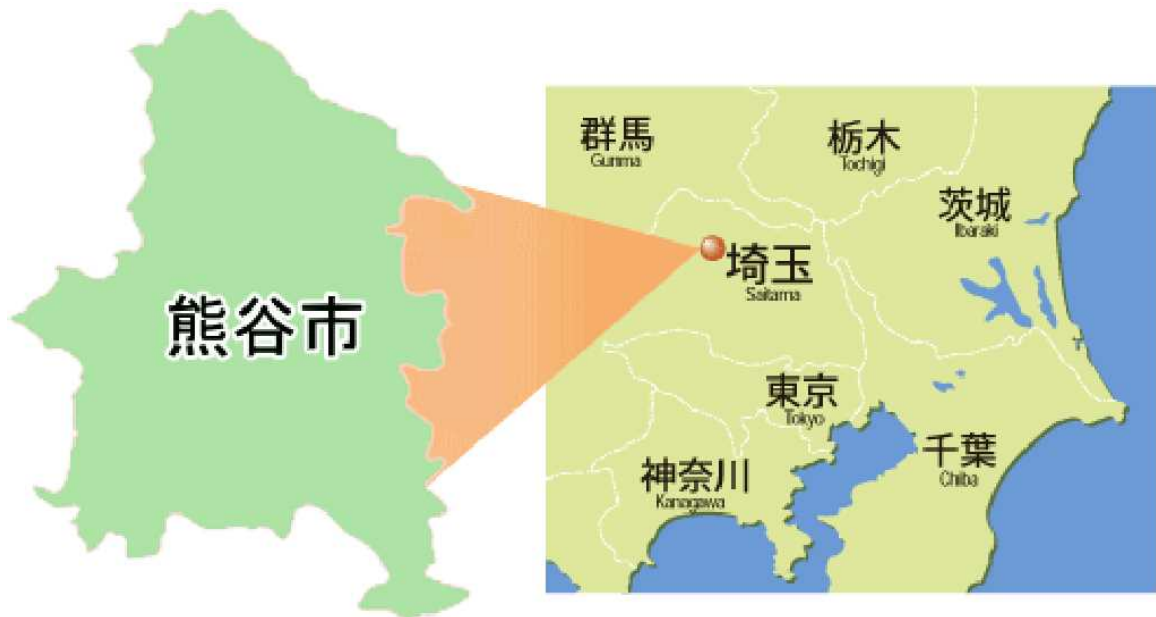 熊谷市
群馬
Gunma
栃木
Tochigi
茨城
Ibaraki
埼玉
Saitama
東京
Tokyo
千葉
Chiba
神奈川
Kanagawa